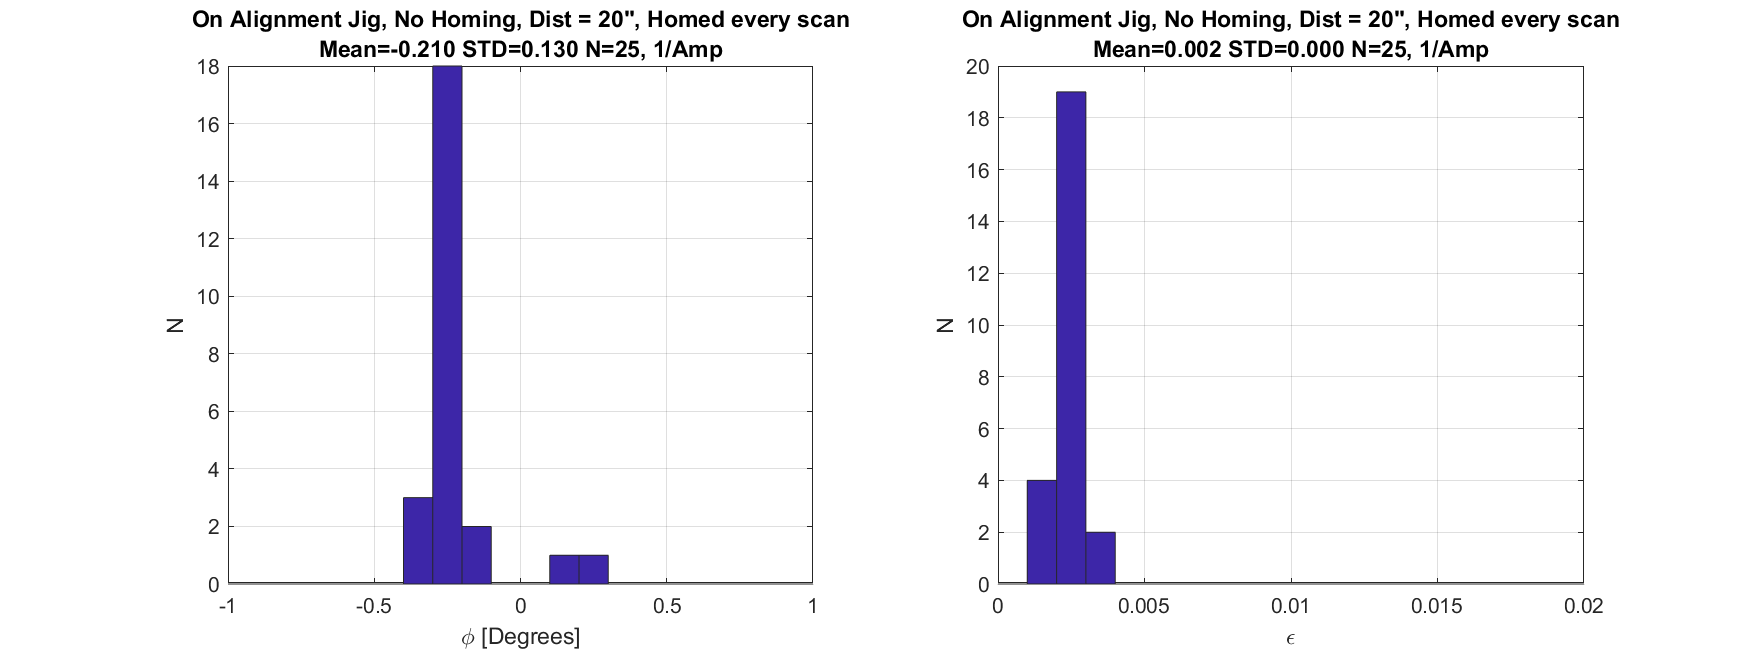 On Alignment Jig, No Homing, Dist = 20", Homed every scan
Mean=-0.210 STD=0.130 N=25, 1/Amp
18
16
14
12
10
8
6
4
2
0
N
-1 -0.5 0 0.5 1
ϕ [Degrees]
On Alignment Jig, No Homing, Dist = 20", Homed every scan
Mean=0.002 STD=0.000 N=25, 1/Amp
20
18
16
14
12
10
8
6
4
2
0
N
0 0.005 0.01 0.015 0.02
ϵ